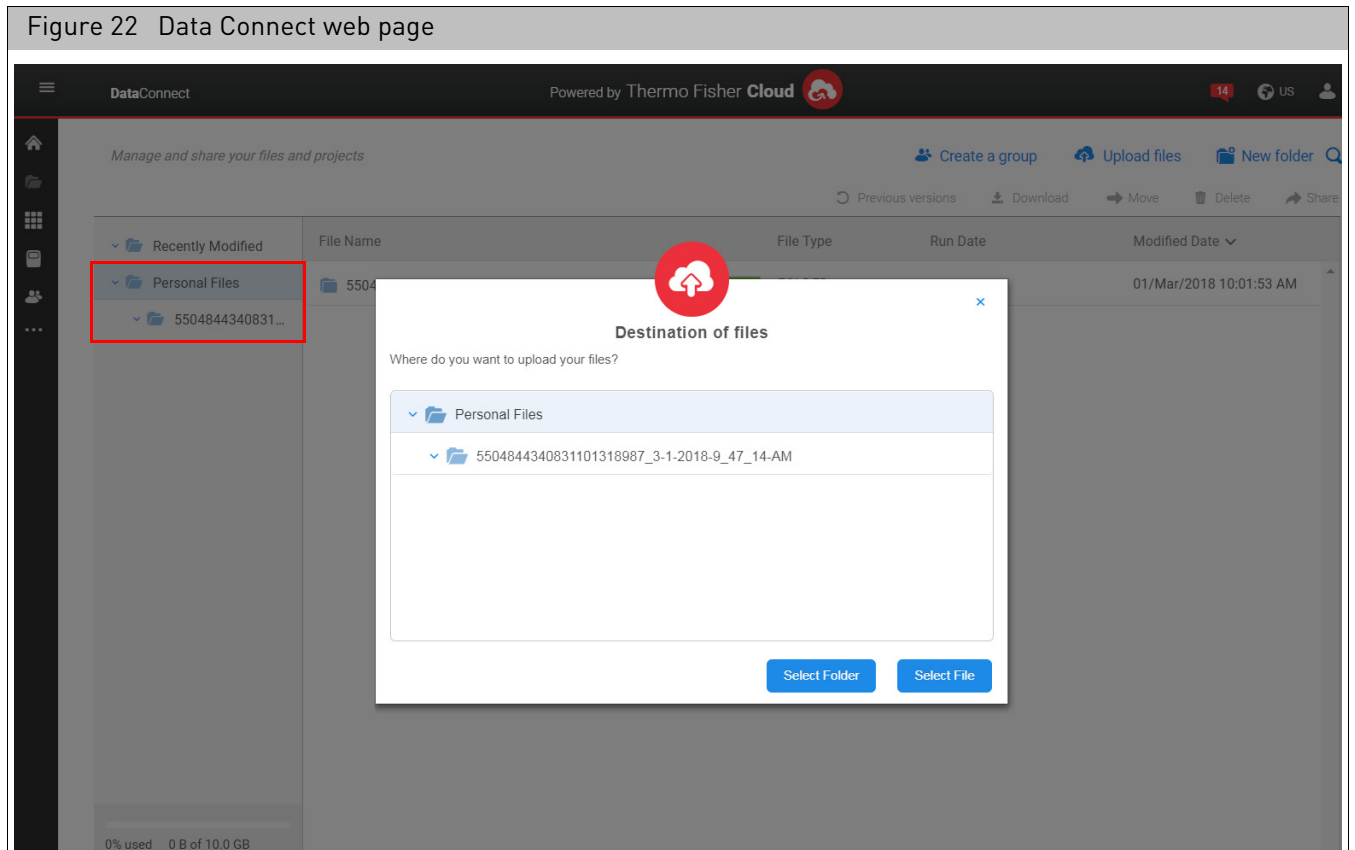 Figure 22 Data Connect web page
DataConnect
Powered by Thermo Fisher Cloud
14
US
Manage and share your files and projects
Create a group
Upload files
New folder
Previous versions
Download
Move
Delete
Share
Recently Modified
File Name
File Type
Run Date
Modified Date
Personal Files
5504
01/Mar/2018 10:01:53 AM
5504844340831...
Destination of files
×
Where do you want to upload your files?
Personal Files
5504844340831101318987_3-1-2018-9_47_14-AM
Select Folder
Select File
0% used 0 B of 10.0 GB